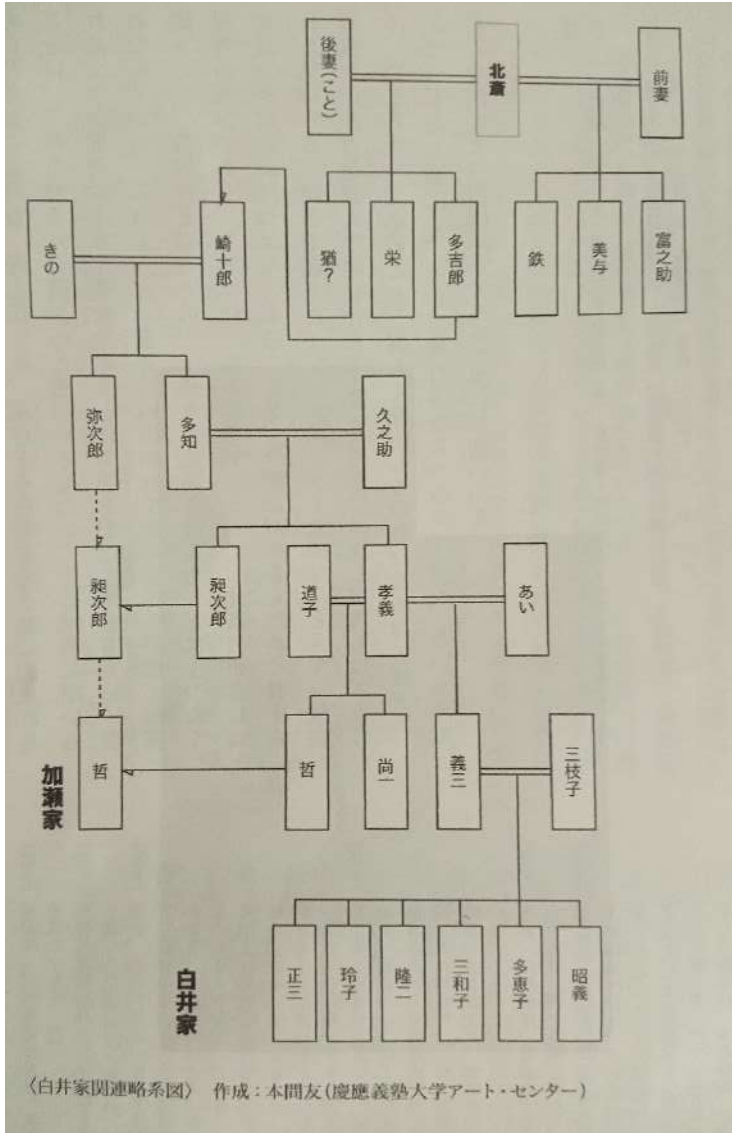 前妻
北斎
後妻(こと)
富之助
美与
鉄
多吉郎
栄
猶?
崎十郎
きの
久之助
多知
弥次郎
あい
孝義
道子
昶次郎
昶次郎
三枝子
義三
尚一
哲
哲
加瀬家
昭義
多恵子
三和子
隆二
玲子
正三
白井家
〈白井家関連略系図〉 作成:本間友(慶應義塾大学アート・センター)